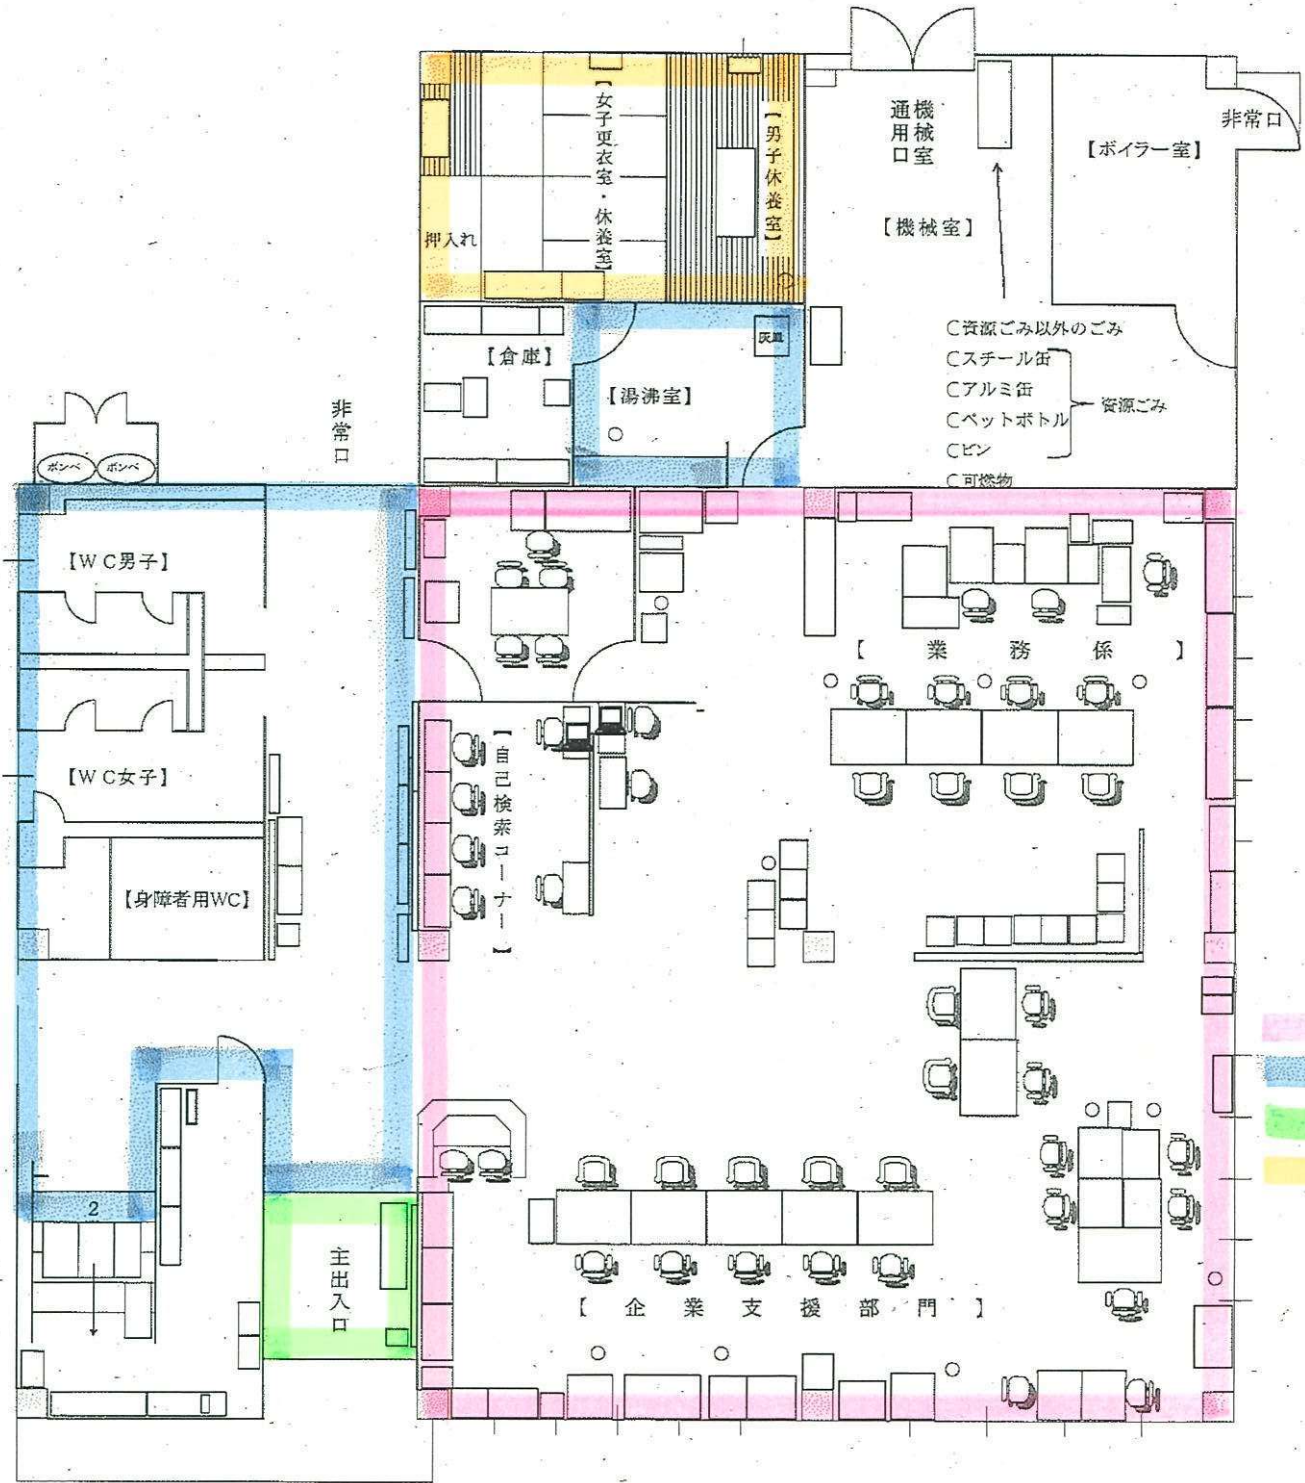 【女子更衣室・休養室】
【男子休養室】
押入れ
機械室
通用口
【機械室】
【ボイラー室】
非常口
【倉庫】
【湯沸室】
灰皿
○資源ごみ以外のごみ
○スチール缶
○アルミ缶
○ペットボトル
○ビン
資源ごみ
○可燃物
非常口
ボンベ
ボンベ
【WC男子】
【WC女子】
【身障者用WC】
【自己検索コーナー】
【業務係】
2
主出入口
【企業支援部門】